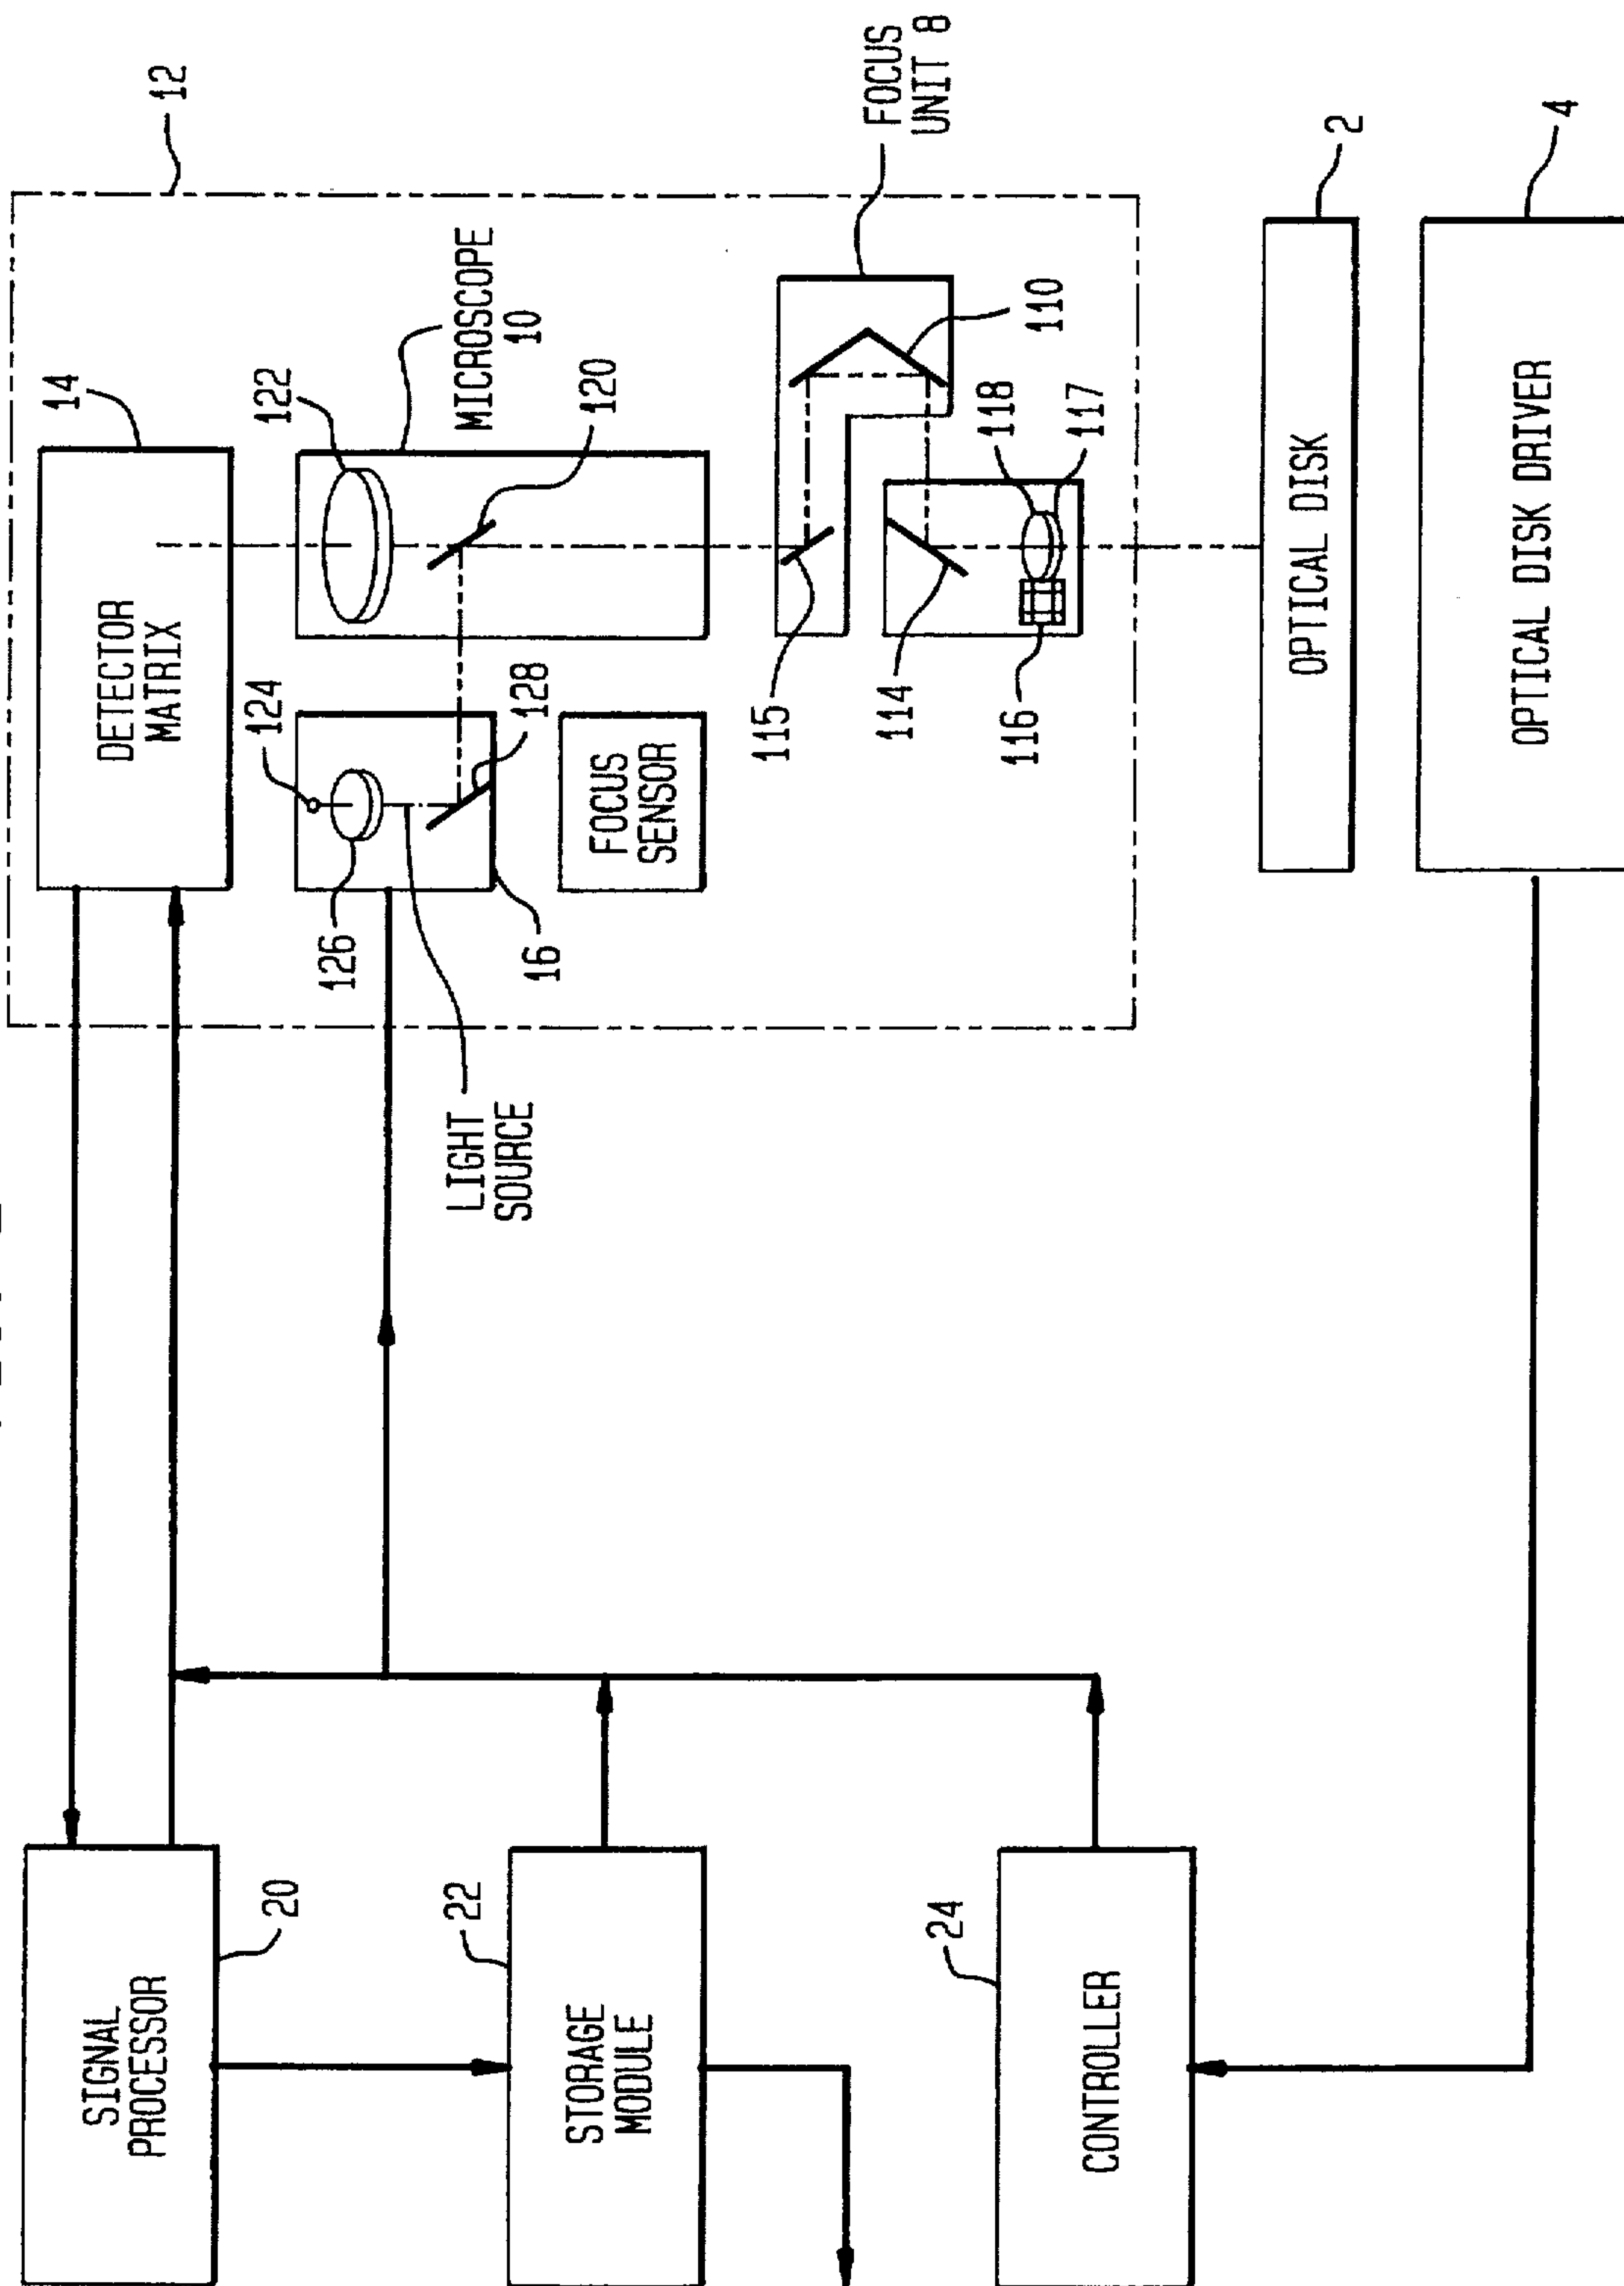 SIGNAL
PROCESSOR
20
STORAGE
MODULE
22
CONTROLLER
24
LIGHT
SOURCE
12
DETECTOR
MATRIX
14
124
126
128
16
122
MICROSCOPE
10
120
FOCUS
SENSOR
FOCUS
UNIT 8
110
115
114
116
118
117
OPTICAL DISK
2
OPTICAL DISK DRIVER
4